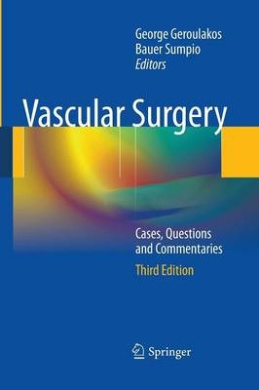 George Geroulakos
Bauer Sumpio
Editors
Vascular Surgery
Cases, Questions
and Commentaries
Third Edition
Springer